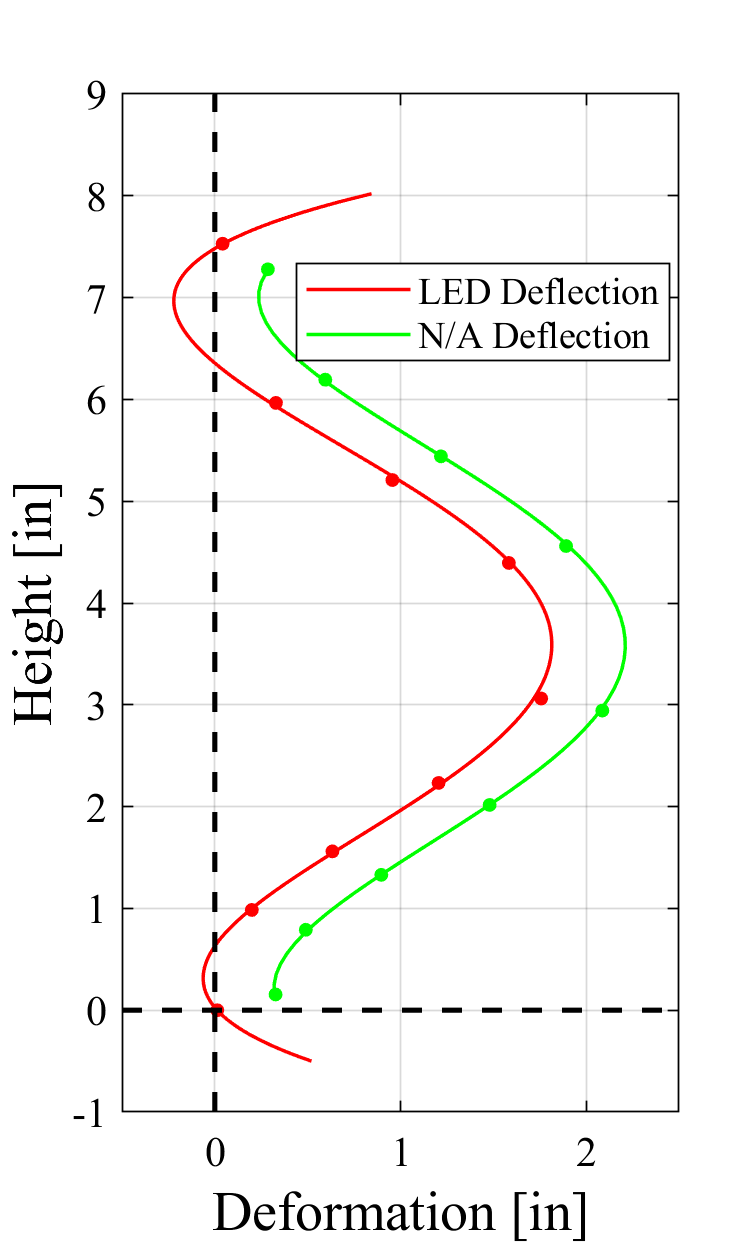 9
8
7
6
5
4
3
2
1
0
-1
Height [in]
LED Deflection
N/A Deflection
0 1 2
Deformation [in]